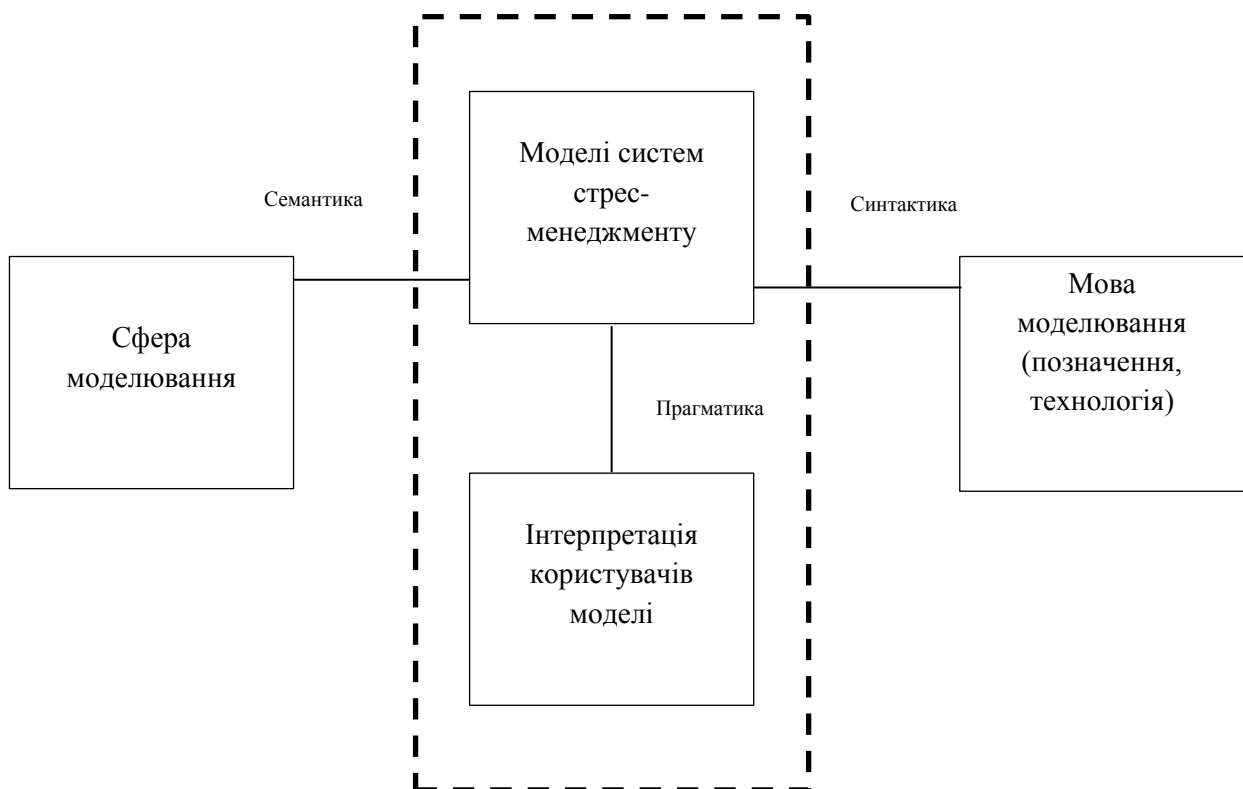 Моделі систем
стрес-
менеджменту
Семантика
Синтактика
Сфера
моделювання
Мова
моделювання
(позначення,
технологія)
Прагматика
Інтерпретація
користувачів
моделі